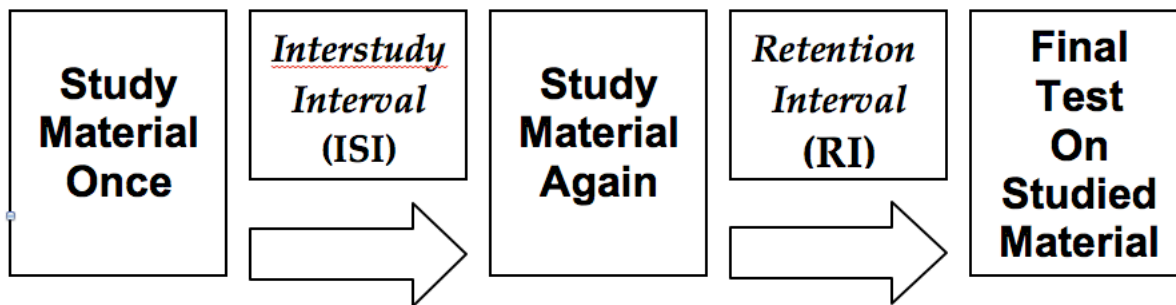 Study
Material
Once
Interstudy
Interval
(ISI)
Study
Material
Again
Retention
Interval
(RI)
Final
Test
On
Studied
Material